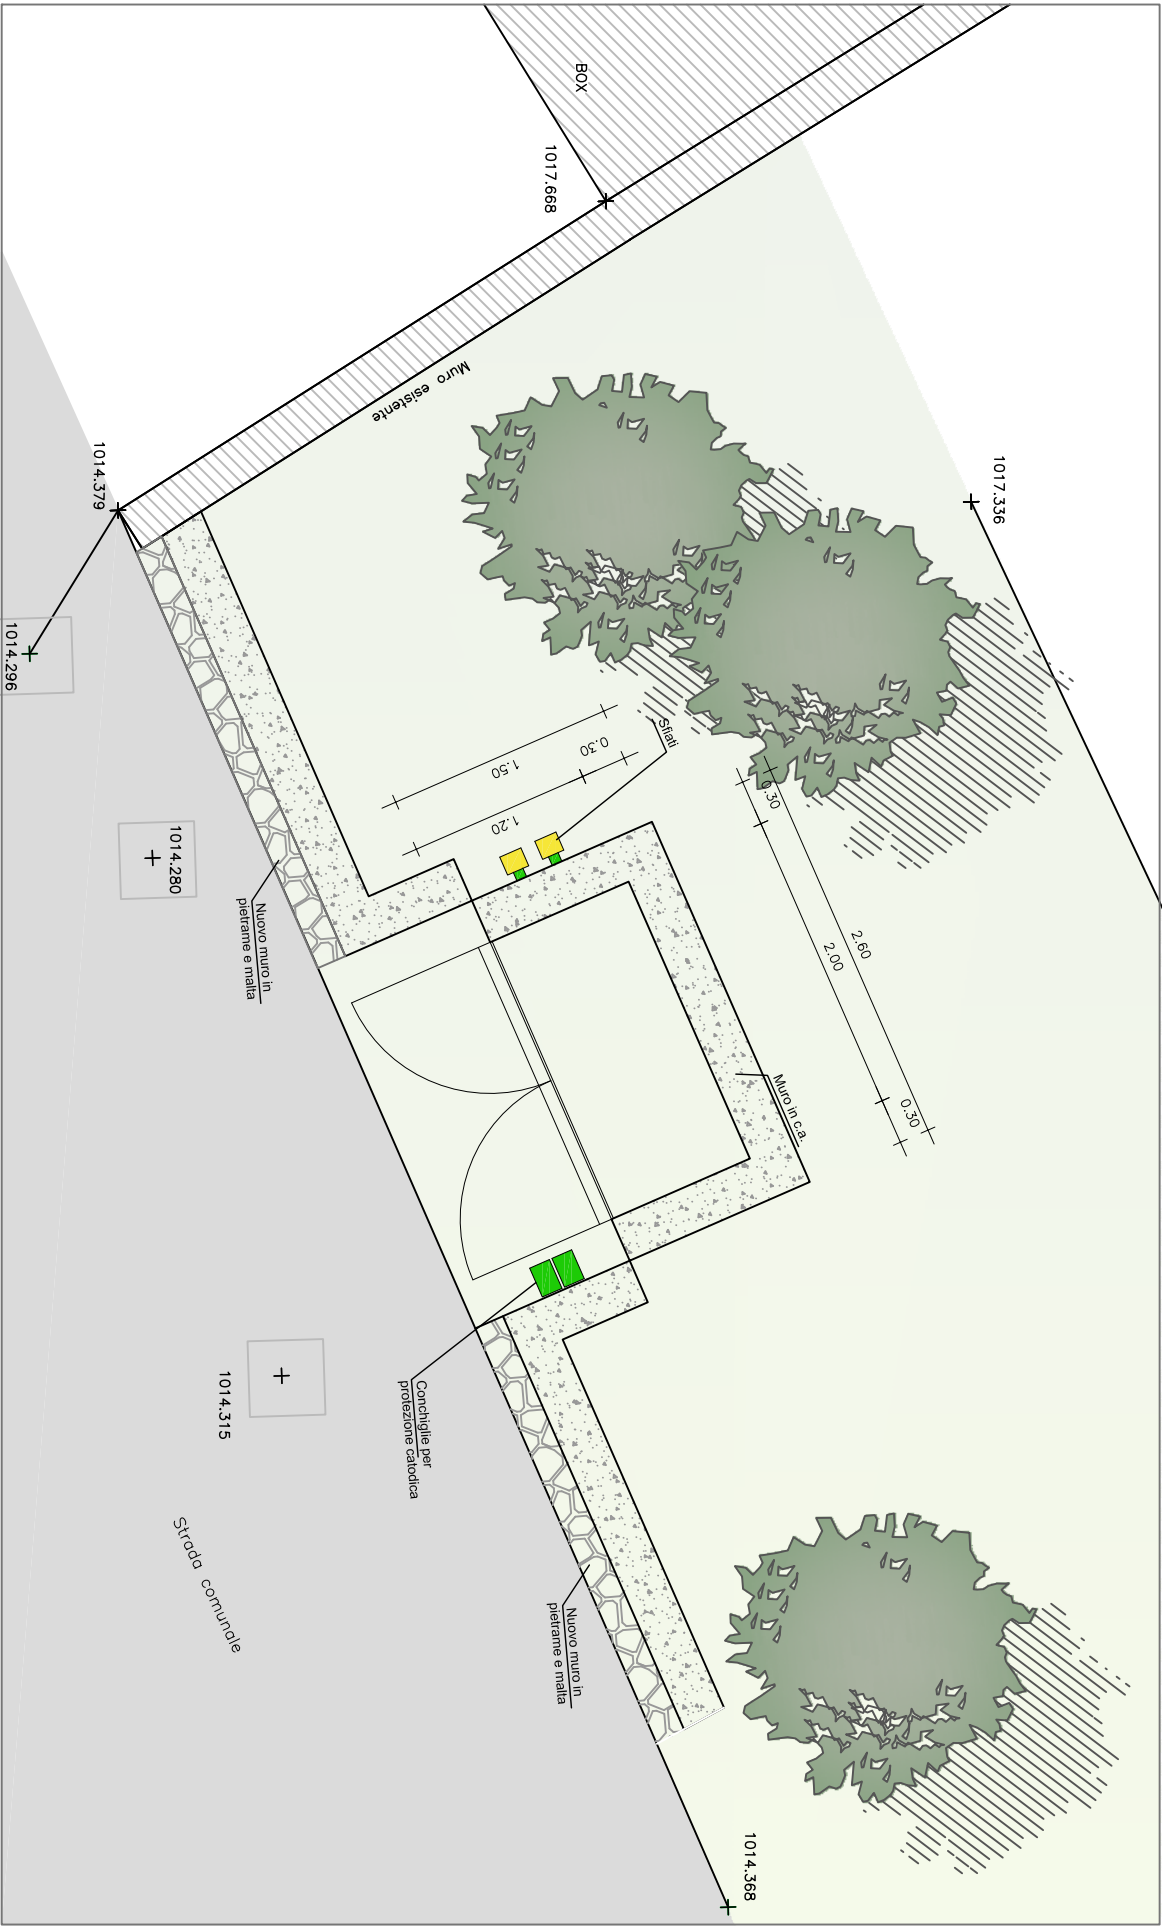 BOX
1017.668
Muro esistente
1017.336
1014.379
1014.296
Sfiati
0.30
1.50
1.20
0.30
2.60
2.00
0.30
1014.280
Nuovo muro in
pietrame e malta
Muro in c.a.
1014.315
Conchiglie per
protezione catodica
Strada comunale
Nuovo muro in
pietrame e malta
1014.368